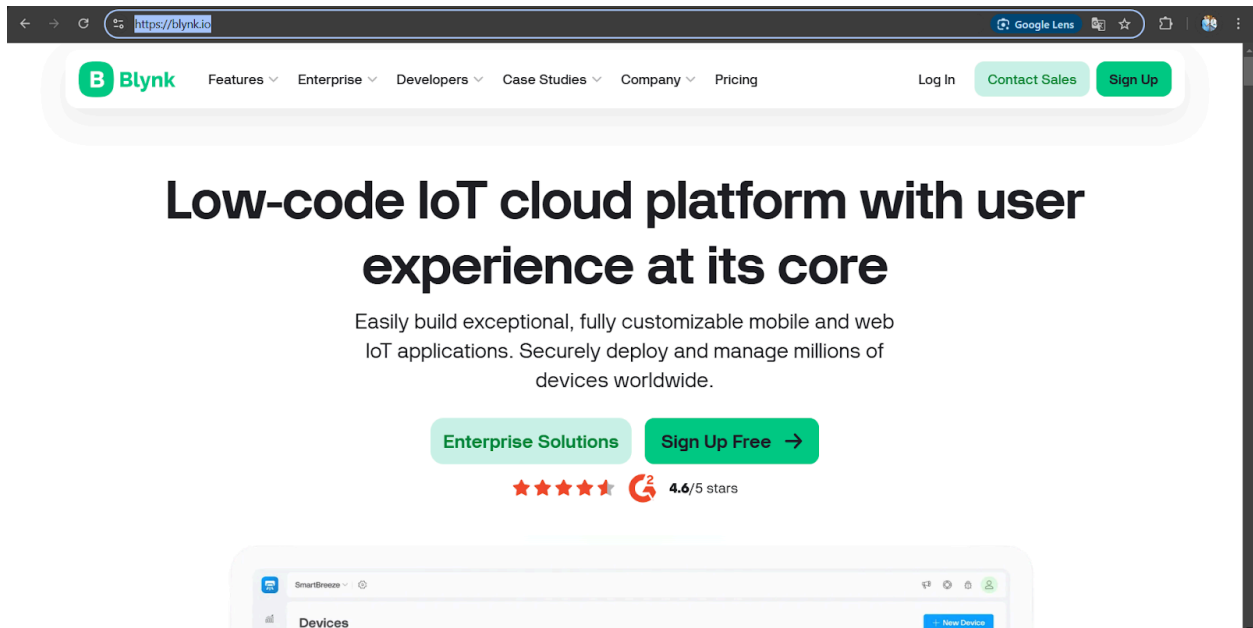 https://blynk.io
Google Lens
B Blynk
Features
Enterprise
Developers
Case Studies
Company
Pricing
Log In
Contact Sales
Sign Up
Low-code IoT cloud platform with user
experience at its core
Easily build exceptional, fully customizable mobile and web
IoT applications. Securely deploy and manage millions of
devices worldwide.
Enterprise Solutions
Sign Up Free →
G2
4.6/5 stars
SmartBreeze
Devices
+ New Device